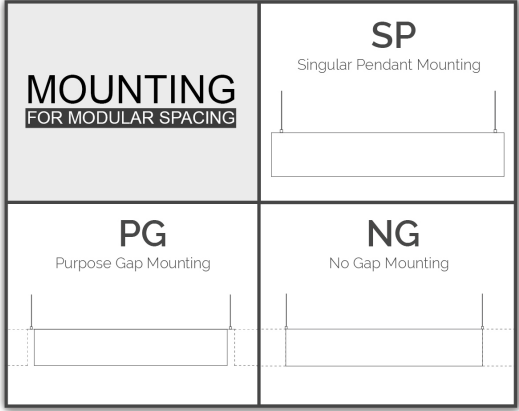 MOUNTING
FOR MODULAR SPACING
SP
Singular Pendant Mounting
PG
Purpose Gap Mounting
NG
No Gap Mounting